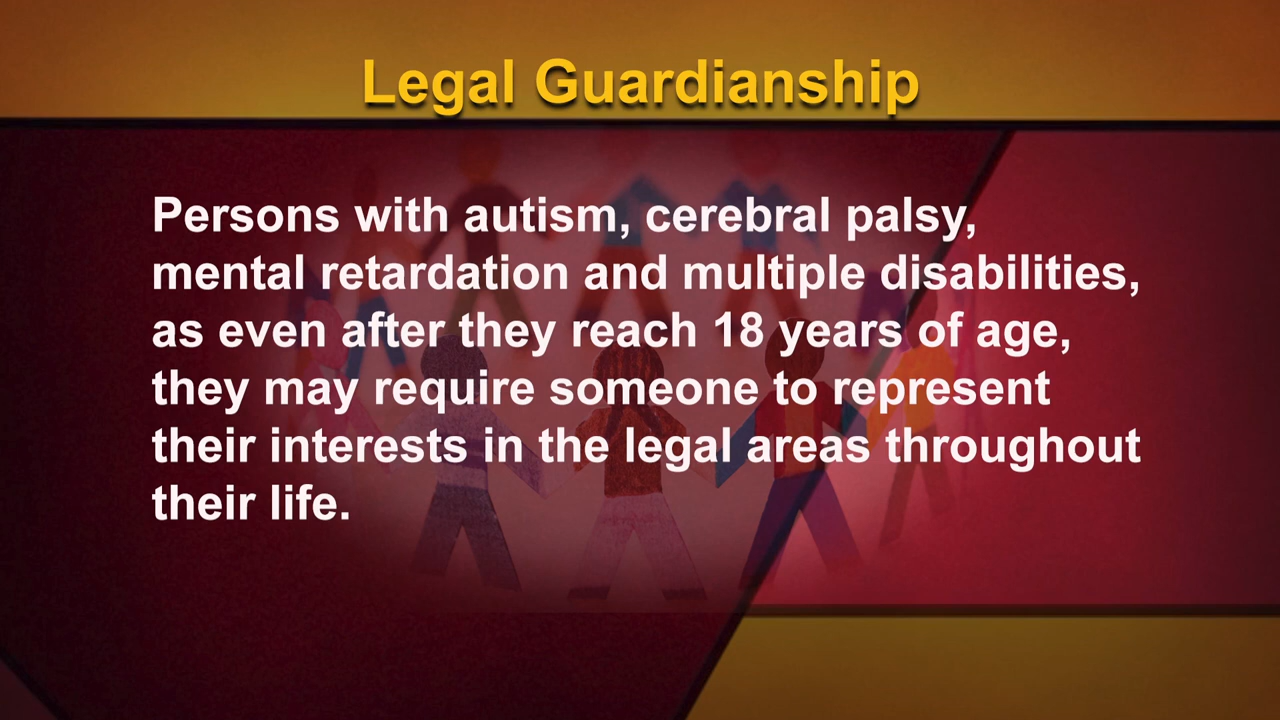 Legal Guardianship
Persons with autism, cerebral palsy,
mental retardation and multiple disabilities,
as even after they reach 18 years of age,
they may require someone to represent
their interests in the legal areas throughout
their life.